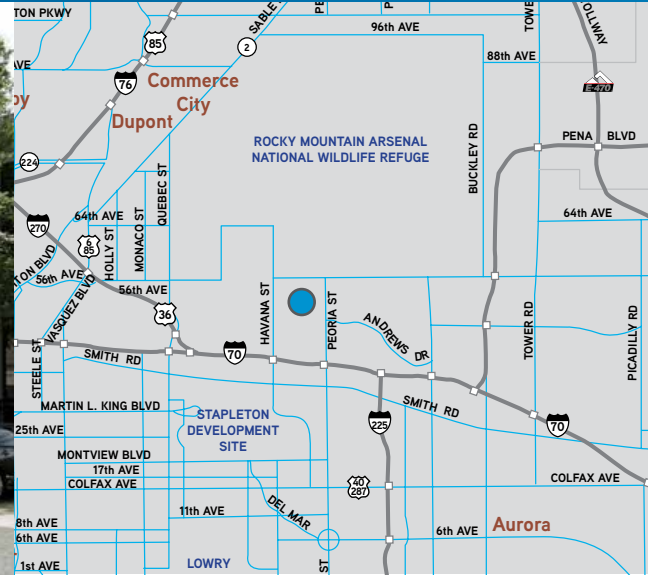 TON PKWY
SABLE
96th AVE
88th AVE
OLLWAY
85
2
AVE
76
Commerce
City
E-470
Dupont
ROCKY MOUNTAIN ARSENAL
NATIONAL WILDLIFE REFUGE
BUCKLEY RD
PENA BLVD
224
QUEBEC ST
MONACO ST
HOLLY ST
64th AVE
64th AVE
270
6
85
TON BLVD
56th AVE
56th AVE
VASQUEZ BLVD
36
HAVANA ST
PEORIA ST
ANDREWS DR
TOWER RD
PICADILLY RD
STEELE ST
SMITH RD
70
SMITH RD
MARTIN L. KING BLVD
STAPLETON
DEVELOPMENT
SITE
225
70
25th AVE
MONTVIEW BLVD
17th AVE
COLFAX AVE
40
287
COLFAX AVE
11th AVE
DEL MAR
8th AVE
6th AVE
6th AVE
Aurora
1st AVE
LOWRY
ST